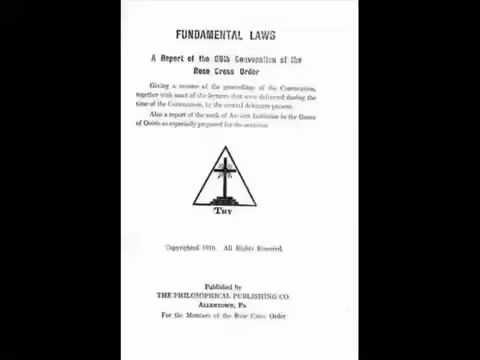 FUNDAMENTAL LAWS
A Report of the 68th Convocation of the
Rose Cross Order
Giving a resume of the proceedings of the Convocation,
together with most of the lectures that were delivered during the
time of the Convocation, by the several delegates present.
Also a report of the work of Ancient Initiation in the Grove
of Osiris as especially prepared for the occasion.
TRY
Copyrighted 1916. All Rights Reserved.
Published by
THE PHILOSOPHICAL PUBLISHING CO.
ALLENTOWN, PA
For the Members of the Rose Cross Order